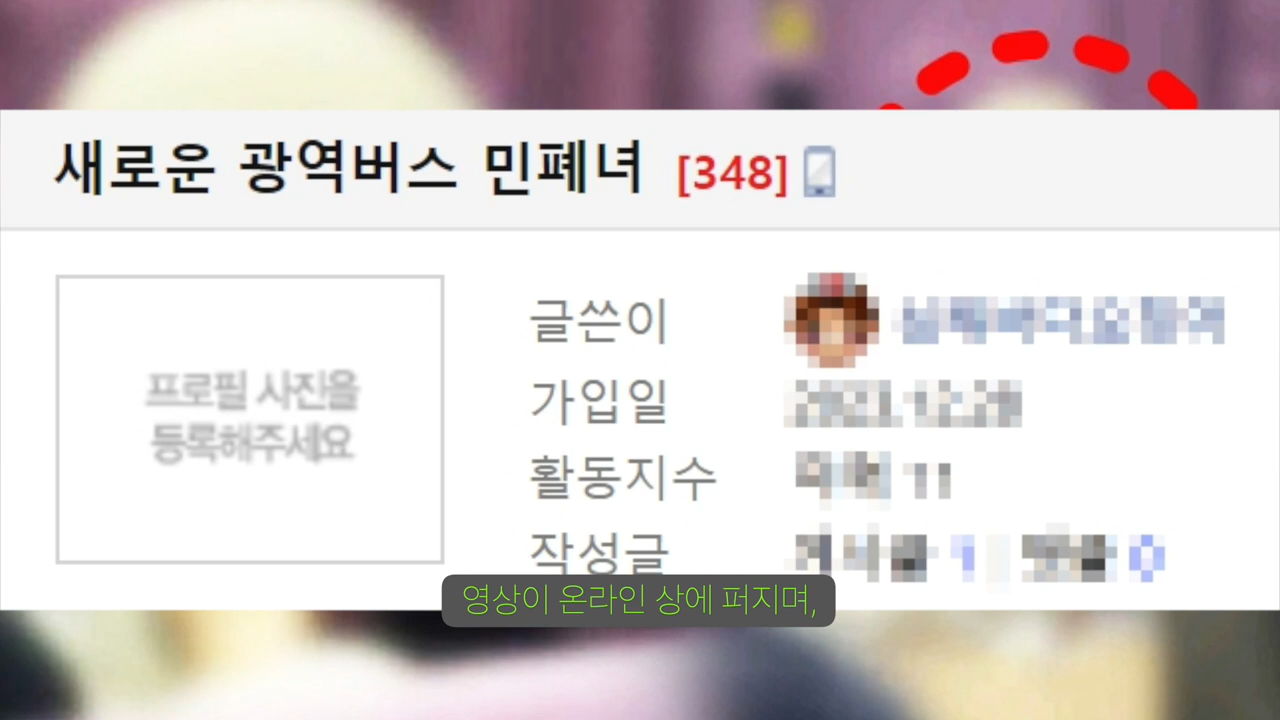 새로운 광역버스 민폐녀 [348]
프로필 사진을
등록해주세요
글쓴이
가입일
활동지수
11
작성글
영상이 온라인 상에 퍼지며,